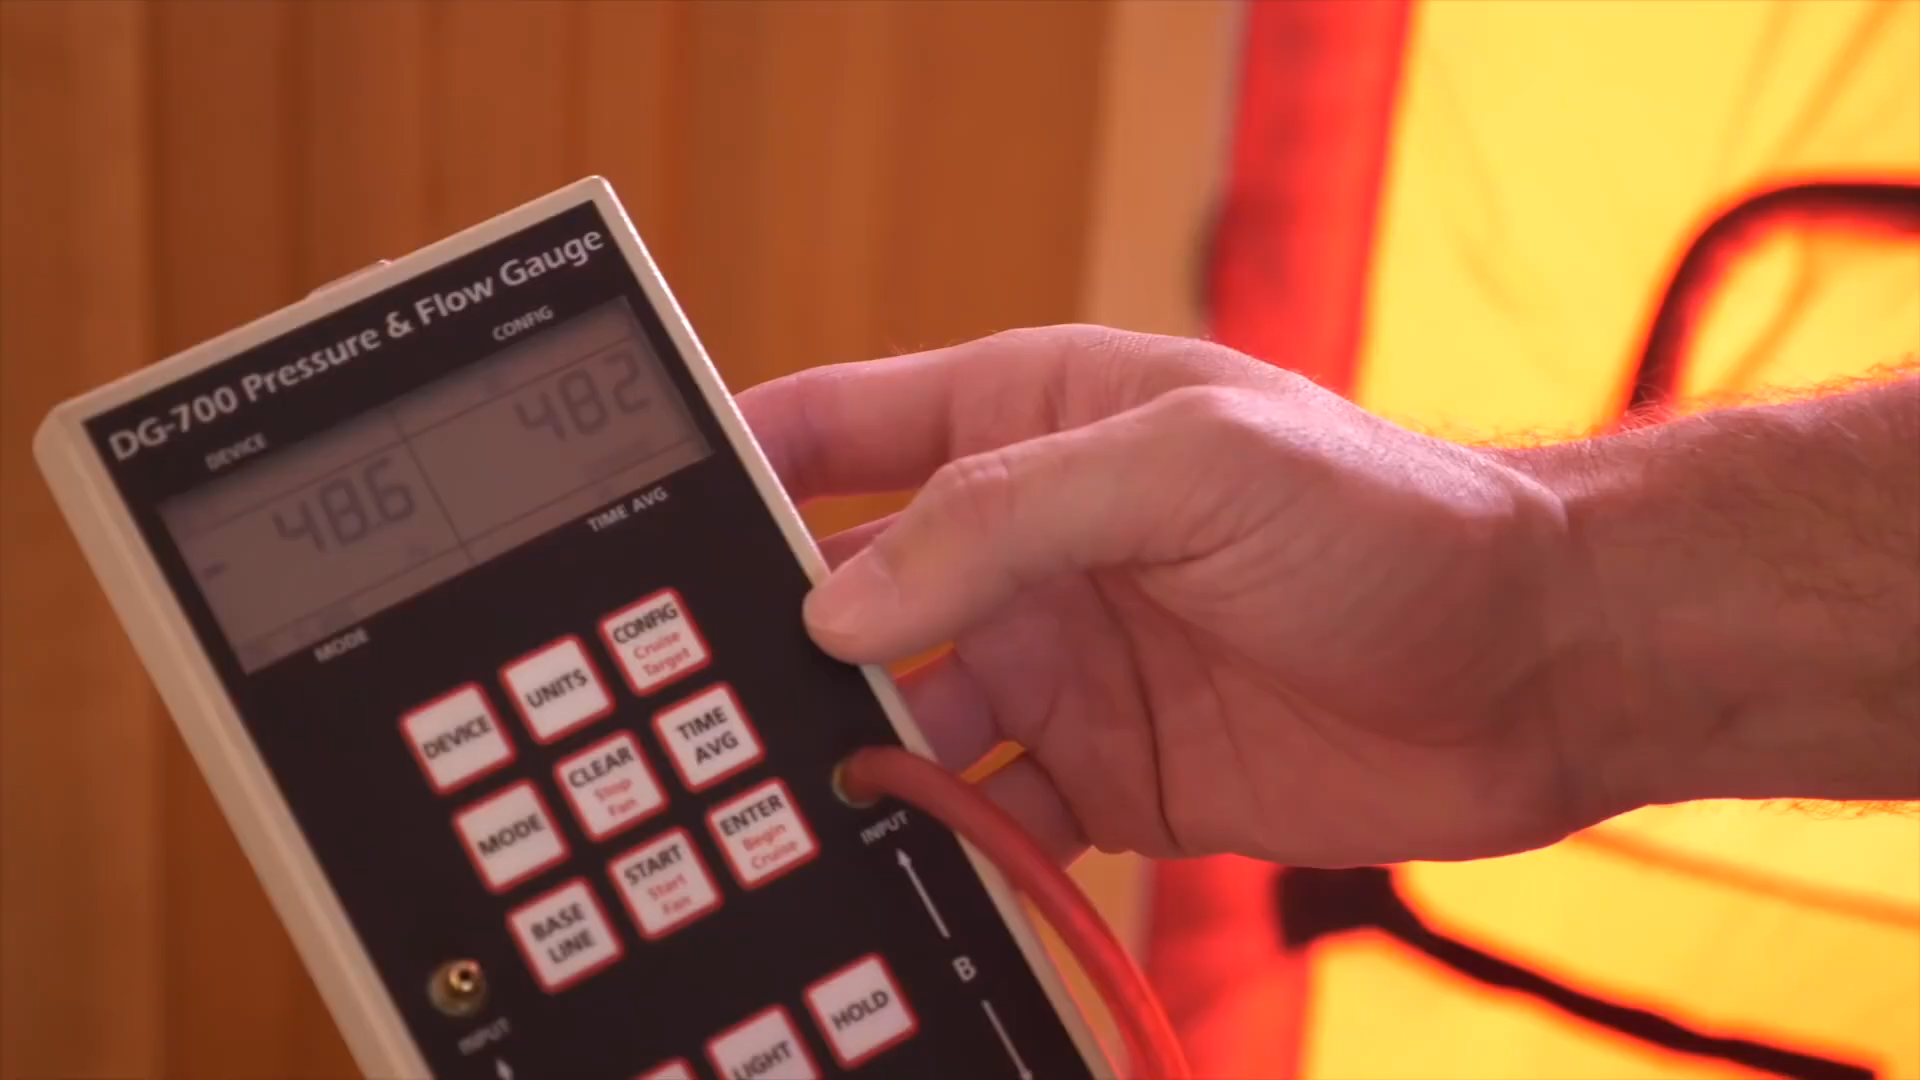 DG-700 Pressure & Flow Gauge
DEVICE
CONFIG
-48.6
482
MODE
TIME AVG
DEVICE
UNITS
CONFIG
Cruise
Target
MODE
CLEAR
Stop
Fan
TIME
AVG
BASE
LINE
START
Start
Fan
ENTER
Begin
Cruise
INPUT
INPUT
B
LIGHT
HOLD